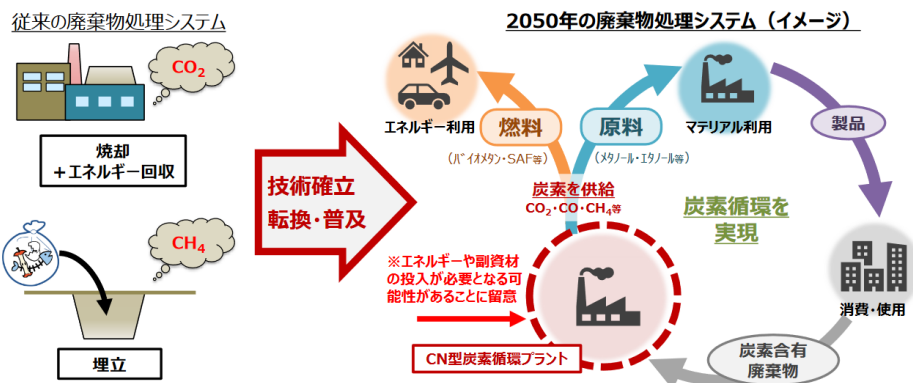 従来の廃棄物処理システム
CO2
焼却
＋エネルギー回収
CH4
埋立
技術確立
転換・普及
2050年の廃棄物処理システム（イメージ）
エネルギー利用
燃料
（バイオメタン・SAF等）
原料
（メタノール・エタノール等）
マテリアル利用
製品
炭素を供給
CO2・CO・CH4等
炭素循環を
実現
※エネルギーや副資材
の投入が必要となる可
能性があることに留意
CN型炭素循環プラント
消費・使用
炭素含有
廃棄物